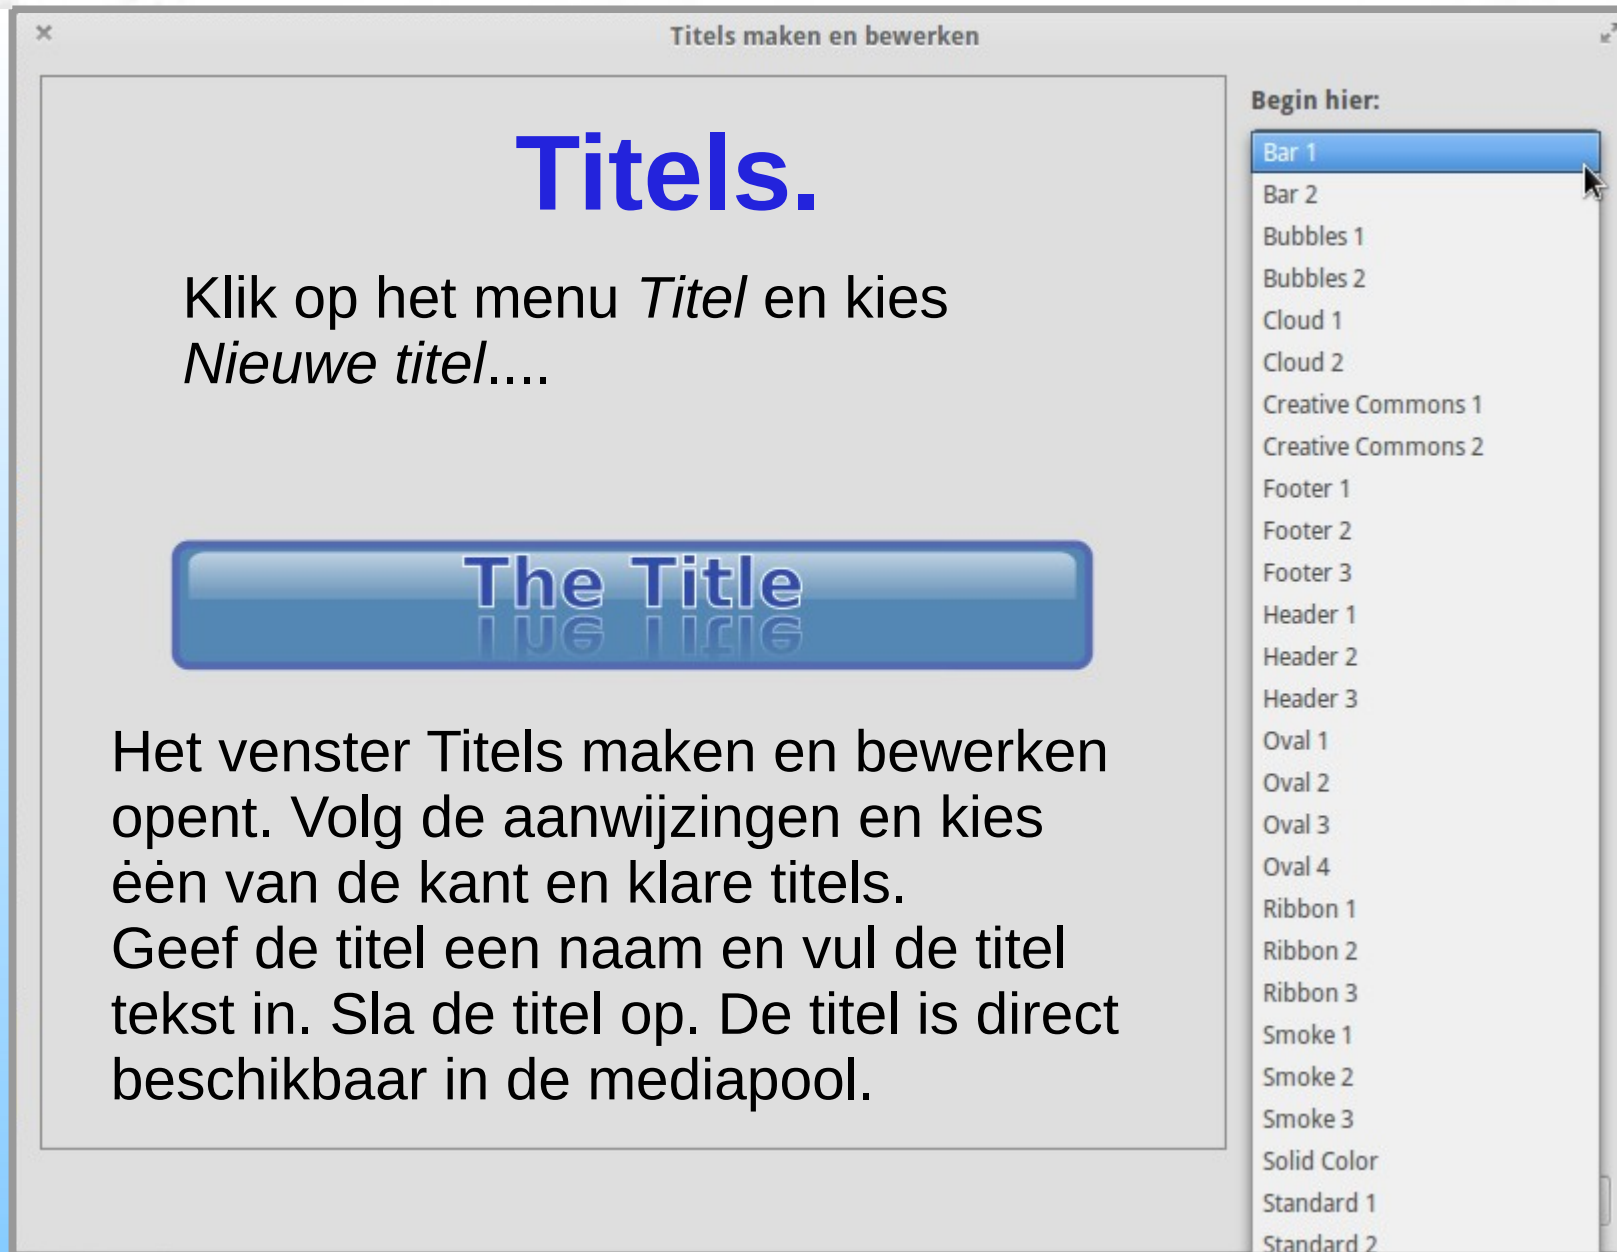 Titels maken en bewerken
Titels.
Klik op het menu Titel en kies
Nieuwe titel....
The Title
Het venster Titels maken en bewerken
opent. Volg de aanwijzingen en kies
ėėn van de kant en klare titels.
Geef de titel een naam en vul de titel
tekst in. Sla de titel op. De titel is direct
beschikbaar in de mediapool.
Begin hier:
Bar 1
Bar 2
Bubbles 1
Bubbles 2
Cloud 1
Cloud 2
Creative Commons 1
Creative Commons 2
Footer 1
Footer 2
Footer 3
Header 1
Header 2
Header 3
Oval 1
Oval 2
Oval 3
Oval 4
Ribbon 1
Ribbon 2
Ribbon 3
Smoke 1
Smoke 2
Smoke 3
Solid Color
Standard 1
Standard 2